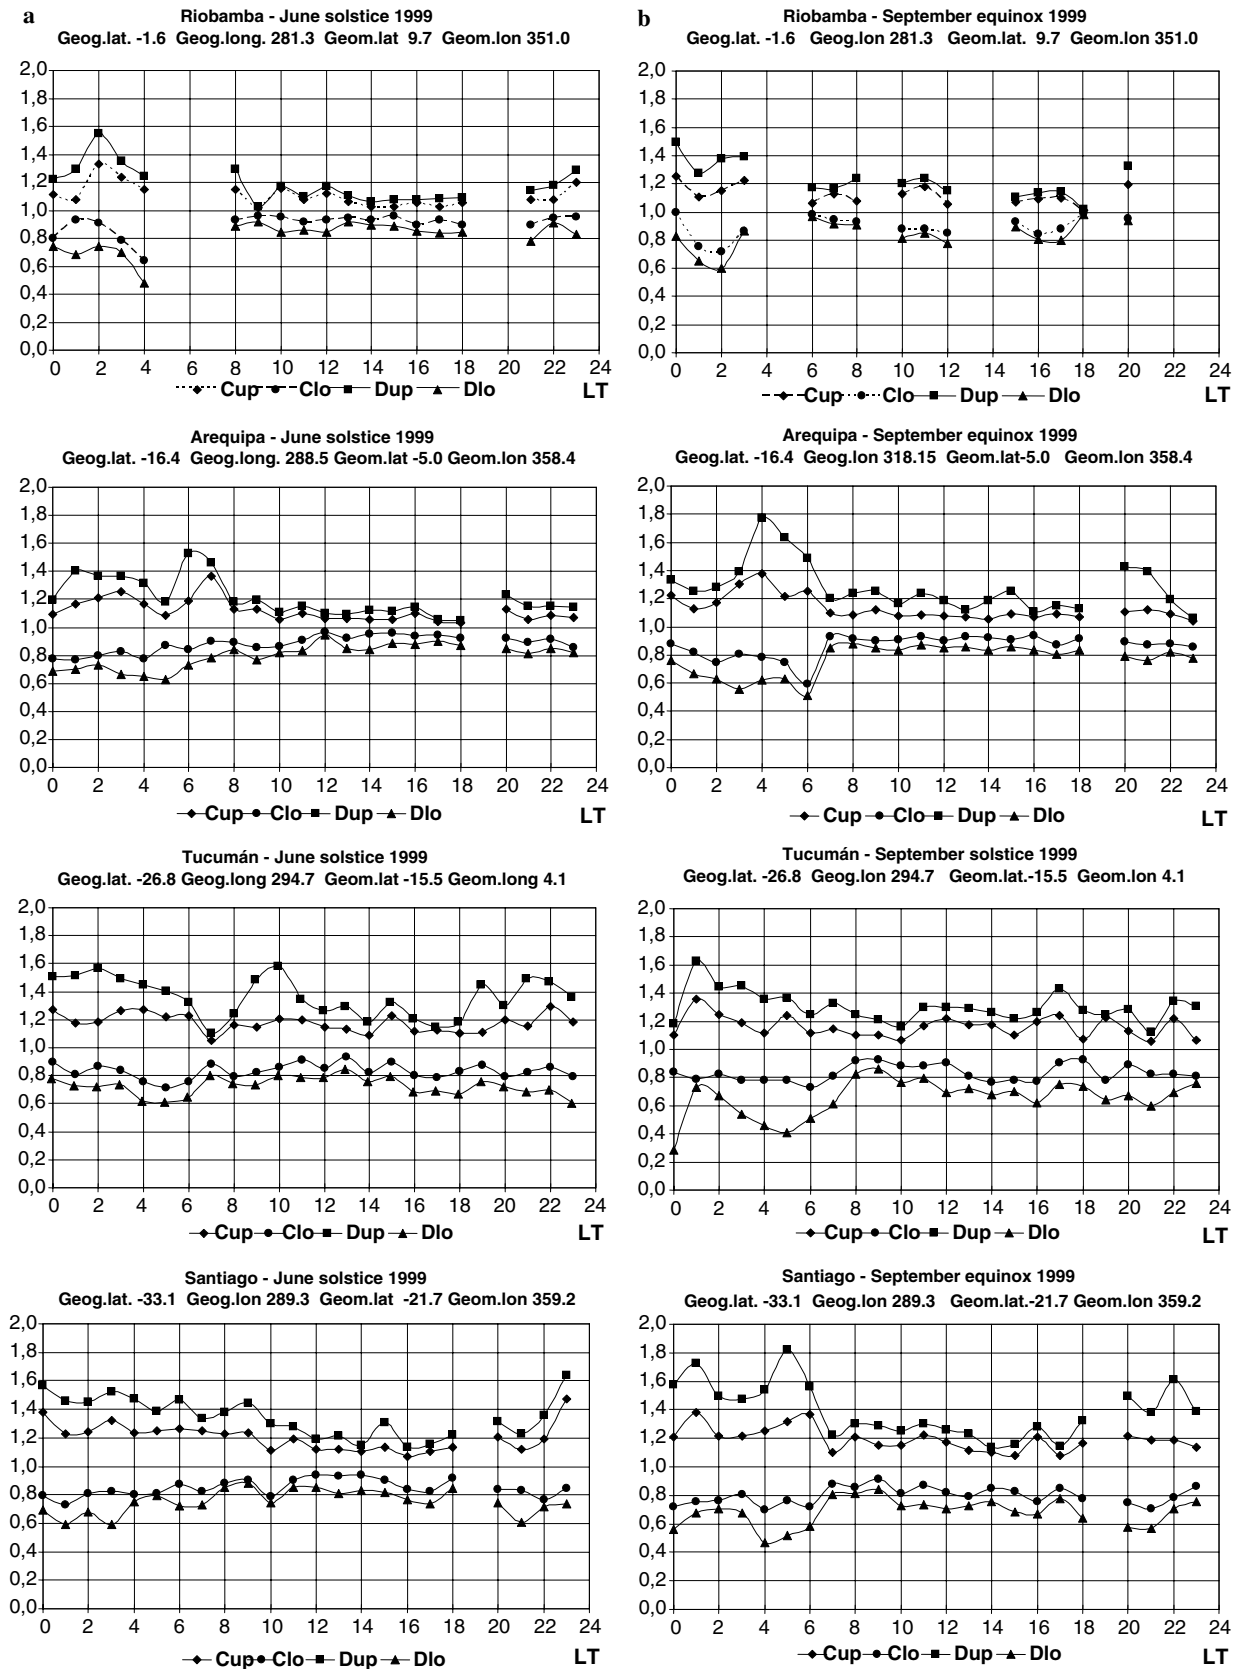 a
Riobamba - June solstice 1999
Geog.lat. -1.6 Geog.long. 281.3 Geom.lat 9.7 Geom.lon 351.0
2,0
1,8
1,6
1,4
1,2
1,0
0,8
0,6
0,4
0,2
0,0
0 2 4 6 8 10 12 14 16 18 20 22 24
Cup Clo Dup Dlo LT
b
Riobamba - September equinox 1999
Geog.lat. -1.6 Geog.lon 281.3 Geom.lat. 9.7 Geom.lon 351.0
2,0
1,8
1,6
1,4
1,2
1,0
0,8
0,6
0,4
0,2
0,0
0 2 4 6 8 10 12 14 16 18 20 22 24
Cup Clo Dup Dlo LT
Arequipa - June solstice 1999
Geog.lat. -16.4 Geog.long. 288.5 Geom.lat -5.0 Geom.lon 358.4
2,0
1,8
1,6
1,4
1,2
1,0
0,8
0,6
0,4
0,2
0,0
0 2 4 6 8 10 12 14 16 18 20 22 24
Cup Clo Dup Dlo LT
Arequipa - September equinox 1999
Geog.lat. -16.4 Geog.lon 318.15 Geom.lat-5.0 Geom.lon 358.4
2,0
1,8
1,6
1,4
1,2
1,0
0,8
0,6
0,4
0,2
0,0
0 2 4 6 8 10 12 14 16 18 20 22 24
Cup Clo Dup Dlo LT
Tucumán - June solstice 1999
Geog.lat. -26.8 Geog.long 294.7 Geom.lat -15.5 Geom.long 4.1
2,0
1,8
1,6
1,4
1,2
1,0
0,8
0,6
0,4
0,2
0,0
0 2 4 6 8 10 12 14 16 18 20 22 24
Cup Clo Dup Dlo LT
Tucumán - September solstice 1999
Geog.lat. -26.8 Geog.lon 294.7 Geom.lat.-15.5 Geom.lon 4.1
2,0
1,8
1,6
1,4
1,2
1,0
0,8
0,6
0,4
0,2
0,0
0 2 4 6 8 10 12 14 16 18 20 22 24
Cup Clo Dup Dlo LT
Santiago - June solstice 1999
Geog.lat. -33.1 Geog.lon 289.3 Geom.lat -21.7 Geom.lon 359.2
2,0
1,8
1,6
1,4
1,2
1,0
0,8
0,6
0,4
0,2
0,0
0 2 4 6 8 10 12 14 16 18 20 22 24
Cup Clo Dup Dlo LT
Santiago - September equinox 1999
Geog.lat. -33.1 Geog.lon 289.3 Geom.lat.-21.7 Geom.lon 359.2
2,0
1,8
1,6
1,4
1,2
1,0
0,8
0,6
0,4
0,2
0,0
0 2 4 6 8 10 12 14 16 18 20 22 24
Cup Clo Dup Dlo LT